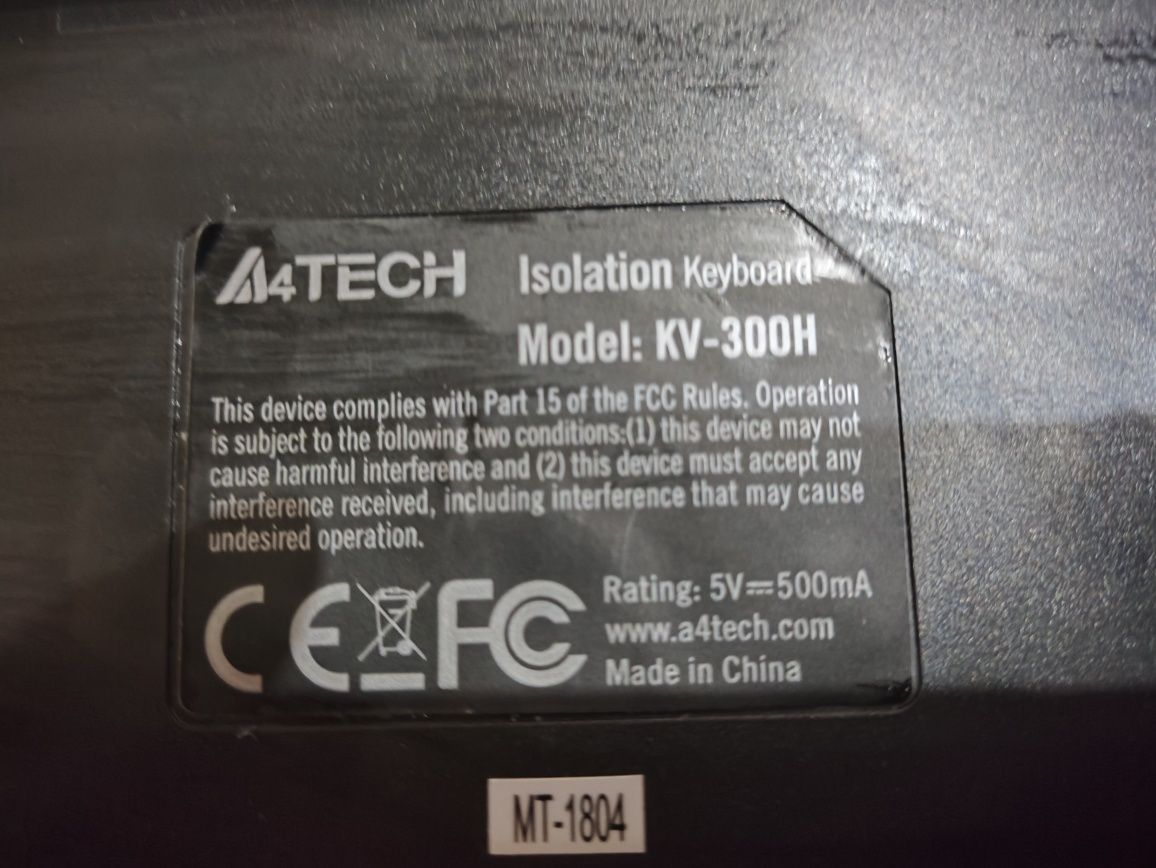 A4TECH Isolation Keyboard
Model: KV-300H
This device complies with Part 15 of the FCC Rules. Operation
is subject to the following two conditions:(1) this device may not
cause harmful interference and (2) this device must accept any
interference received, including interference that may cause
undesired operation.
CE FC Rating: 5V⎓500mA
www.a4tech.com
Made in China
MT-1804